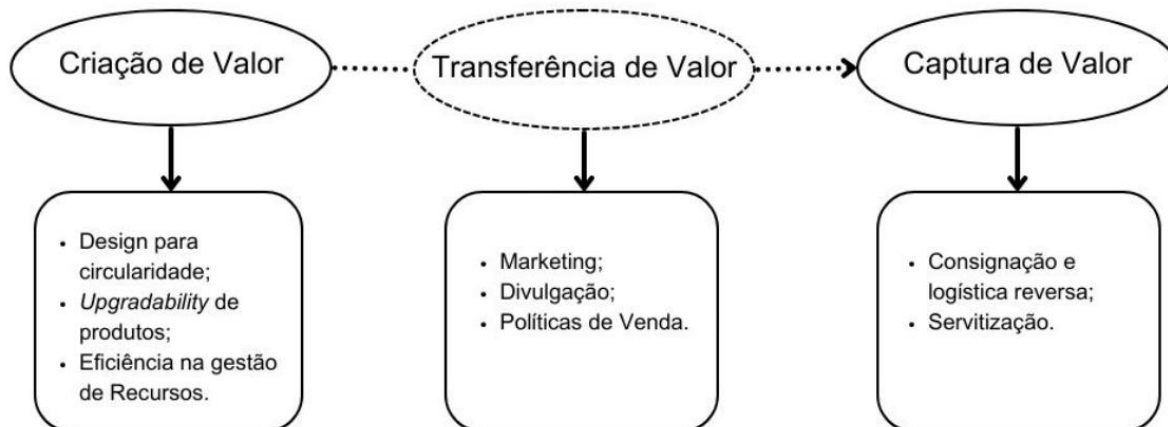 Criação de Valor
Transferência de Valor
Captura de Valor
• Design para
circularidade;
• Upgradability de
produtos;
• Eficiência na gestão
de Recursos.
• Marketing;
• Divulgação;
• Políticas de Venda.
• Consignação e
logística reversa;
• Servitização.